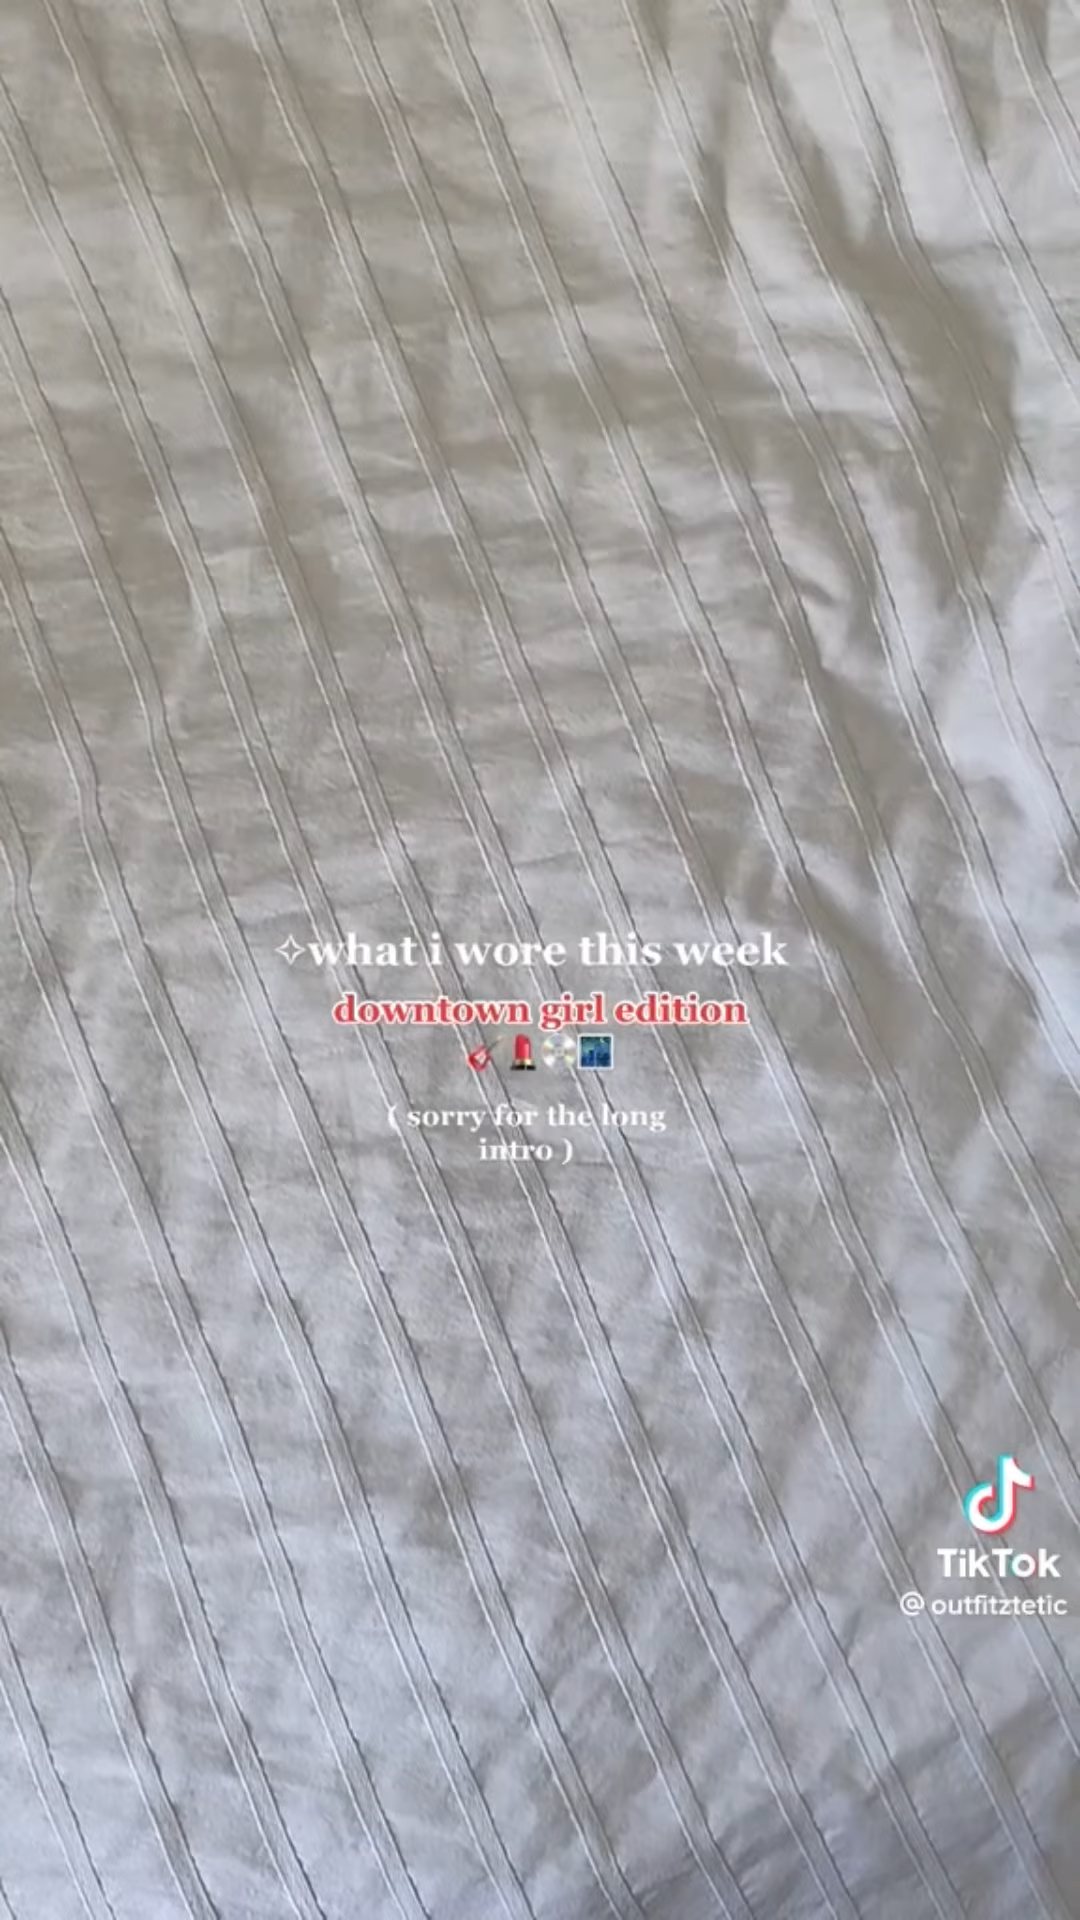 ✧what i wore this week
downtown girl edition
🎸💄💿🌃
( sorry for the long
intro )
TikTok
@outfitztetic